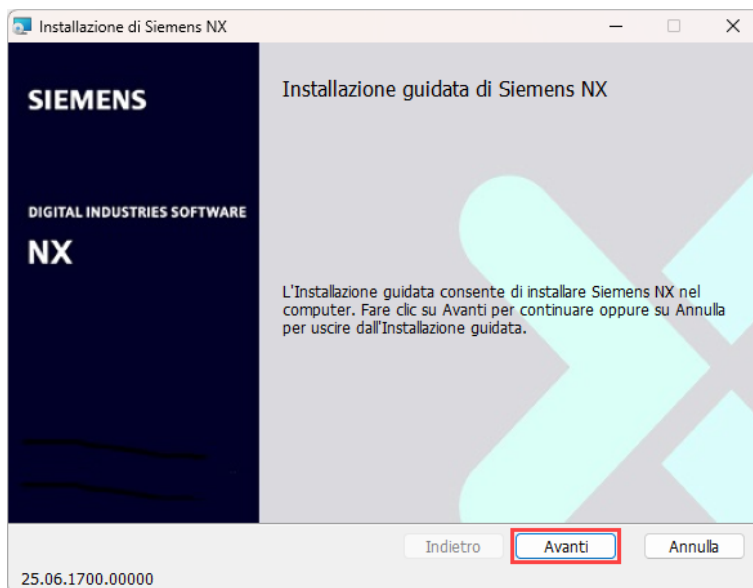 Installazione di Siemens NX
SIEMENS
Installazione guidata di Siemens NX
DIGITAL INDUSTRIES SOFTWARE
NX
L'Installazione guidata consente di installare Siemens NX nel
computer. Fare clic su Avanti per continuare oppure su Annulla
per uscire dall'Installazione guidata.
Indietro
Avanti
Annulla
25.06.1700.00000